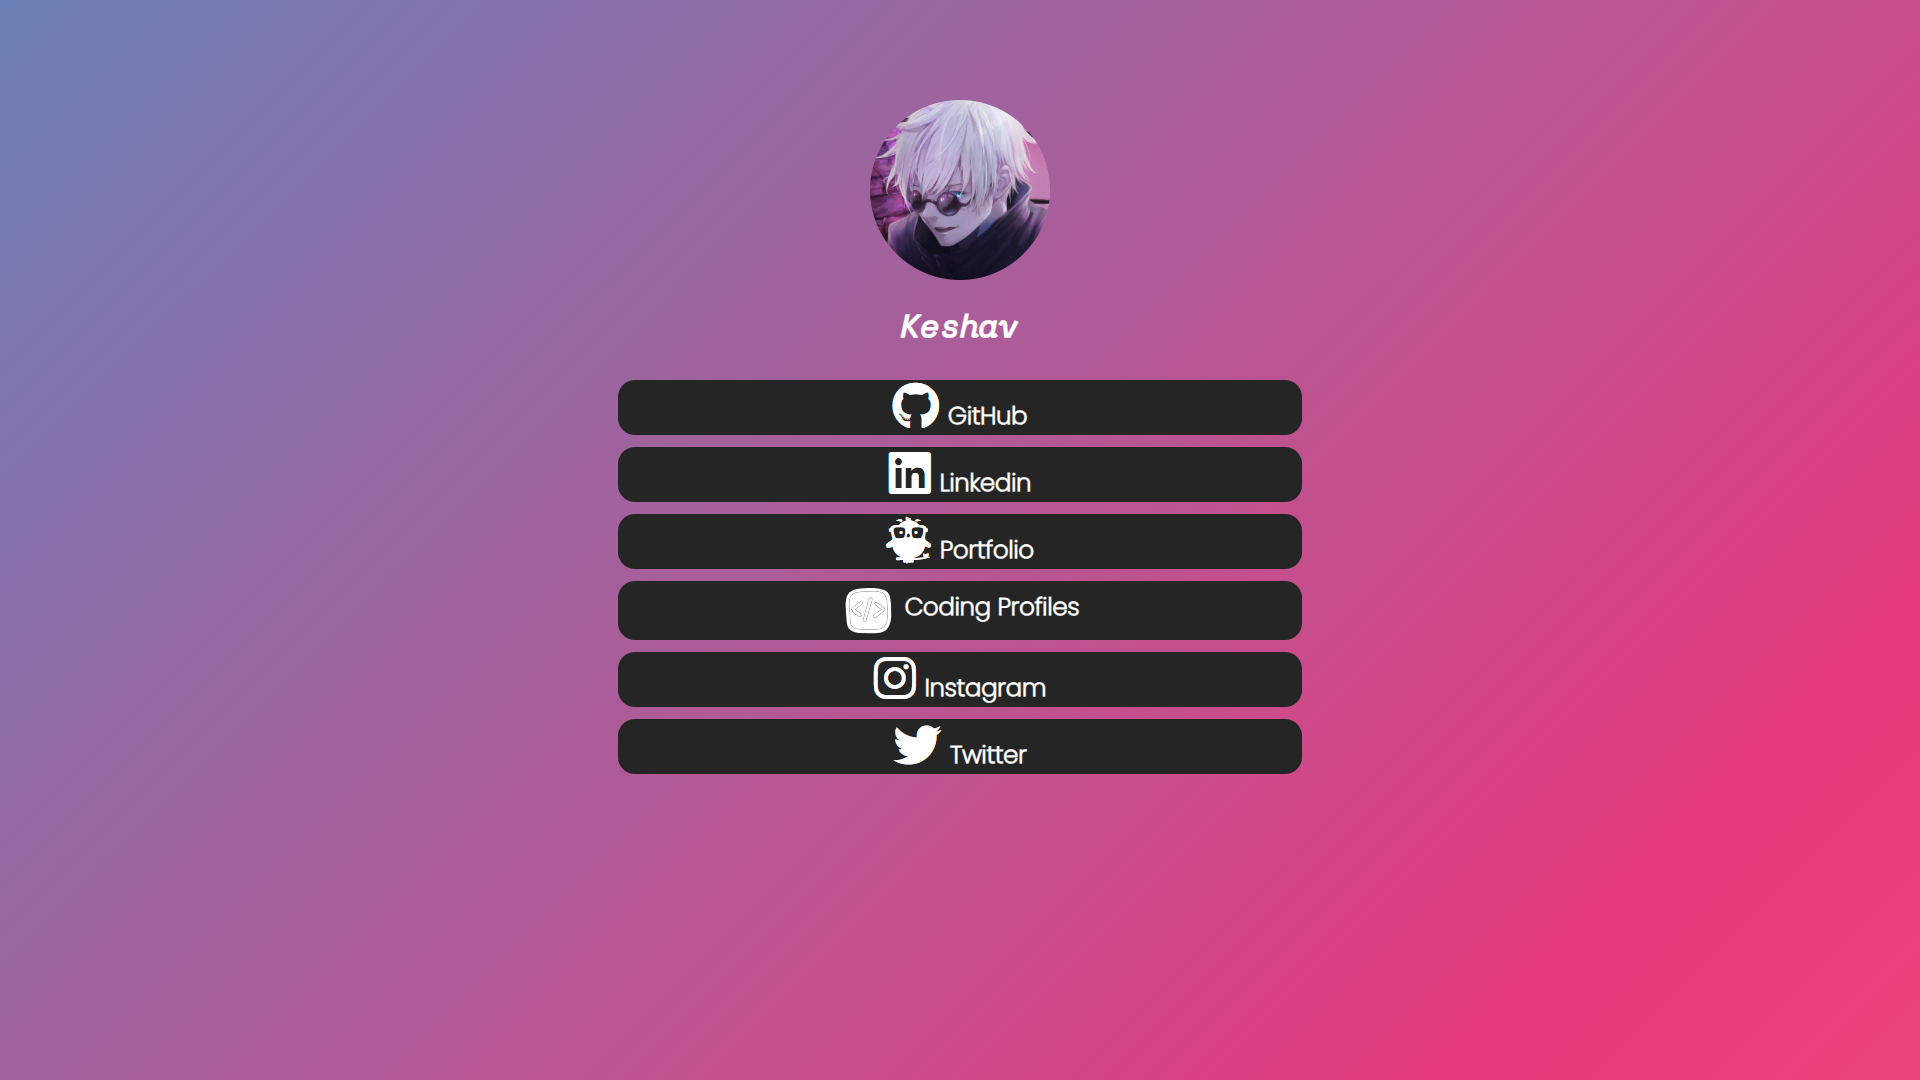 Keshav
GitHub
Linkedin
Portfolio
Coding Profiles
Instagram
Twitter